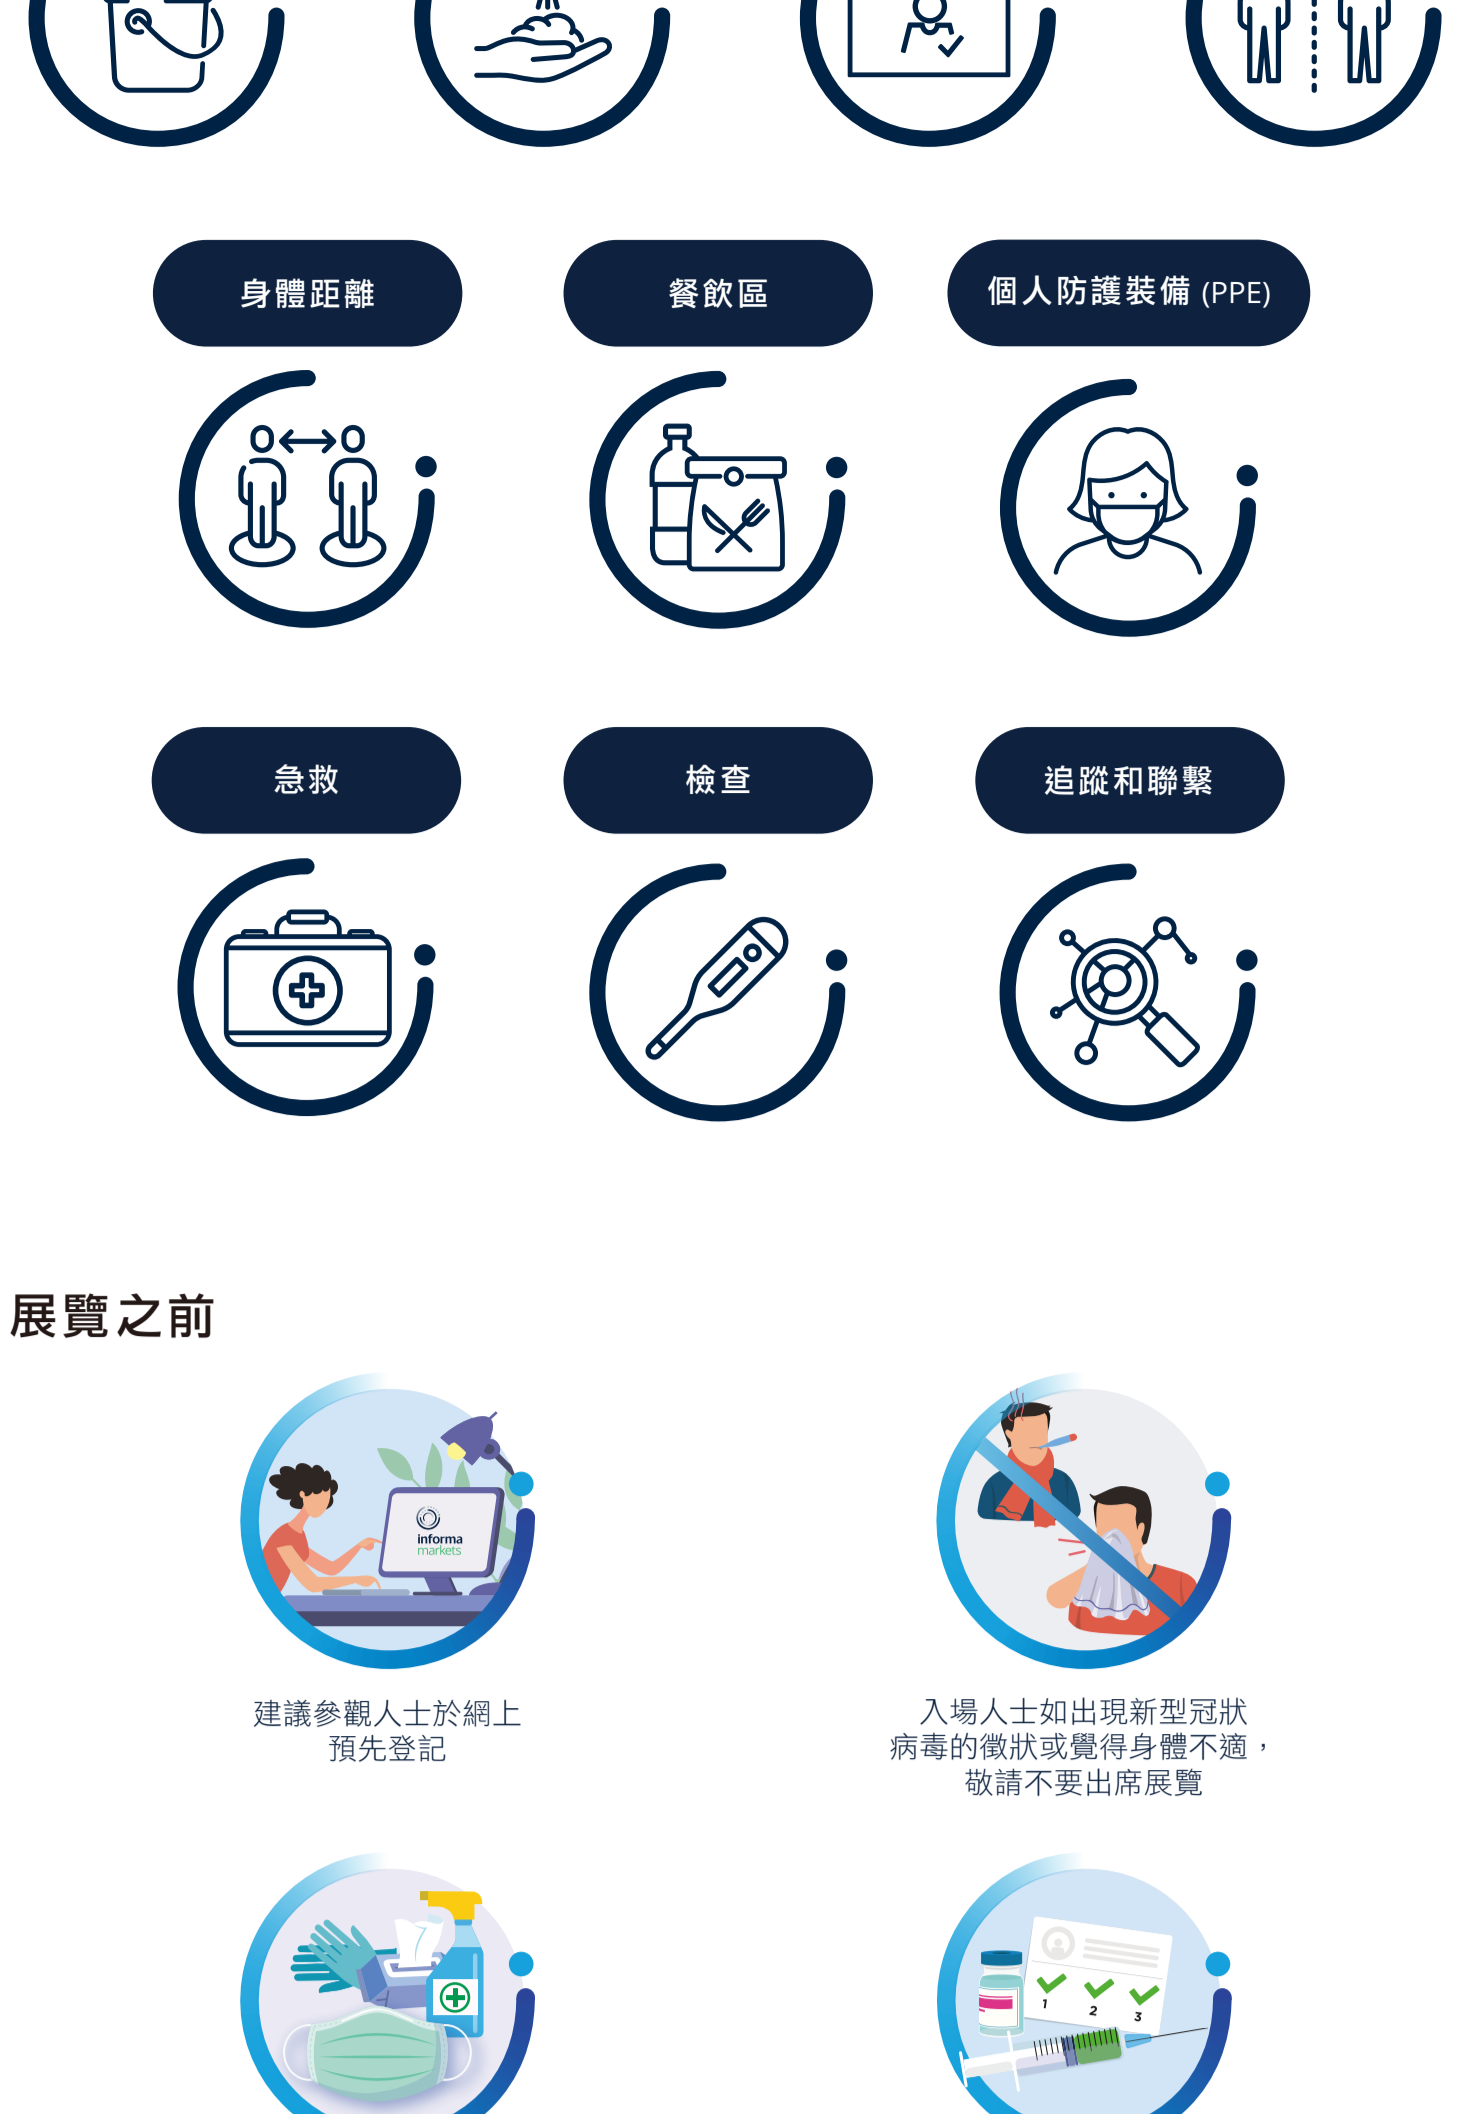 身體距離
餐飲區
個人防護裝備 (PPE)
急救
檢查
追蹤和聯繫
展覽之前
informa
markets
建議參觀人士於網上
預先登記
入場人士如出現新型冠狀
病毒的徵狀或覺得身體不適，
敬請不要出席展覽
1 2 3